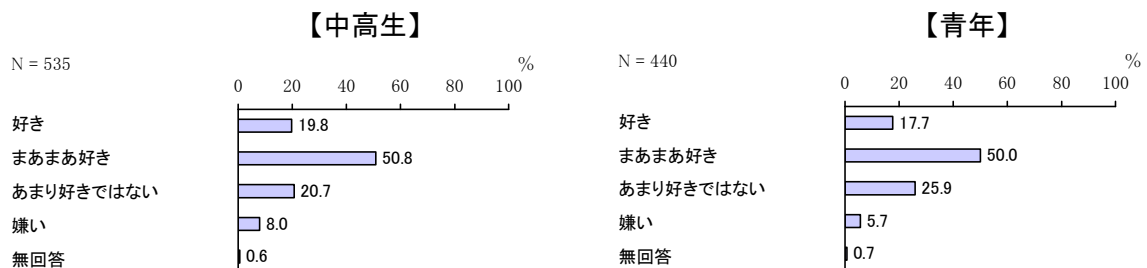 【中高生】
N = 535
%
0 20 40 60 80 100
好き 19.8
まあまあ好き 50.8
あまり好きではない 20.7
嫌い 8.0
無回答 0.6
【青年】
N = 440
%
0 20 40 60 80 100
好き 17.7
まあまあ好き 50.0
あまり好きではない 25.9
嫌い 5.7
無回答 0.7